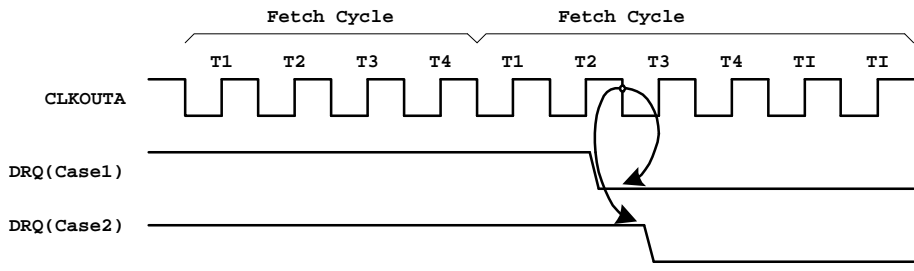 Fetch Cycle Fetch Cycle
T1 T2 T3 T4 T1 T2 T3 T4 TI TI
CLKOUTA
DRQ(Case1)
DRQ(Case2)